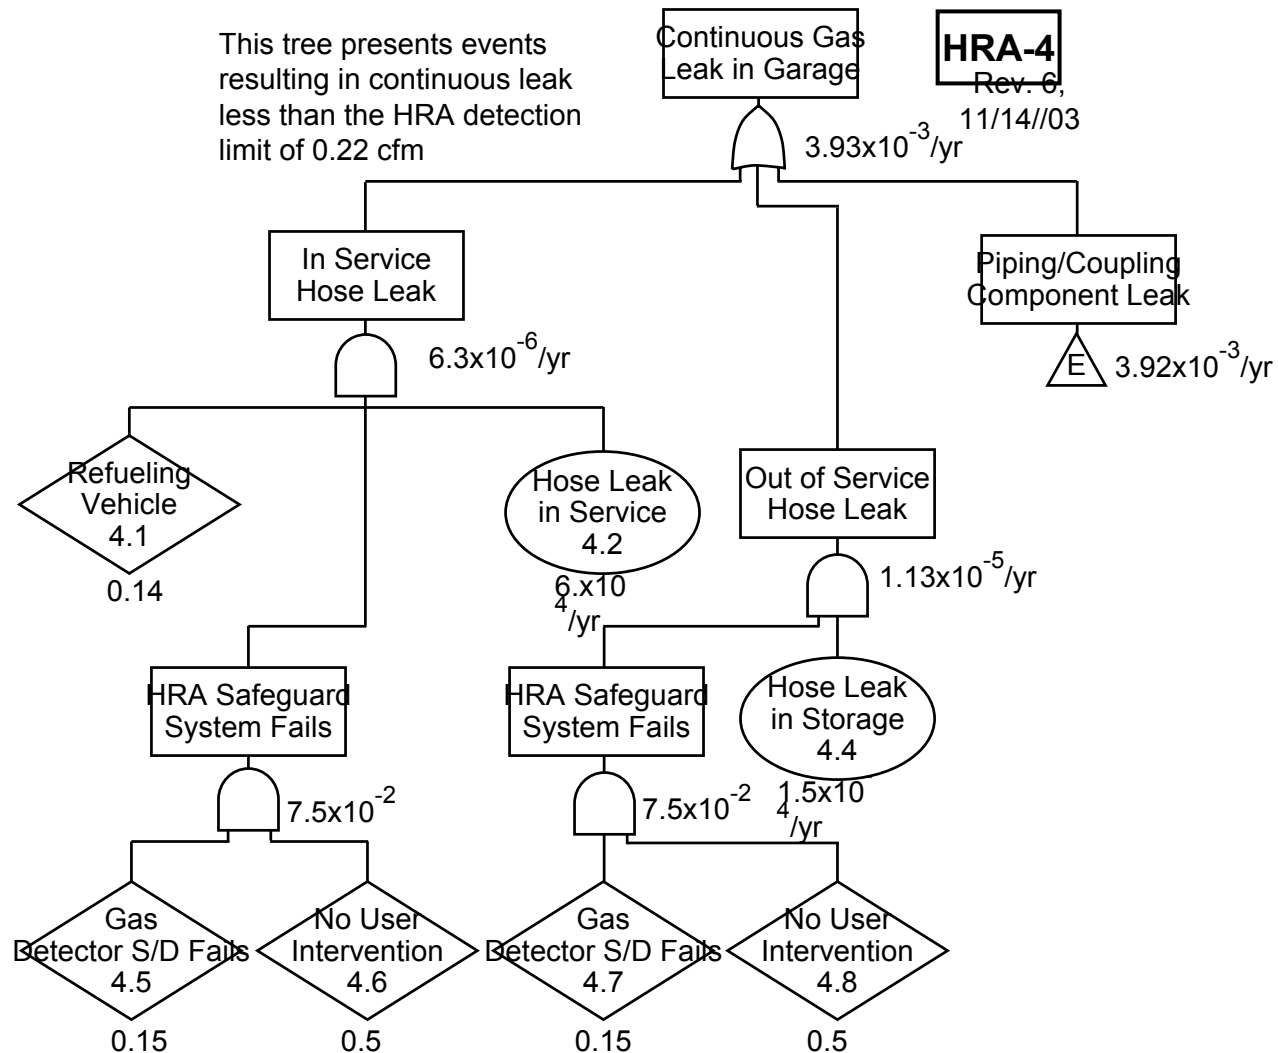 This tree presents events
resulting in continuous leak
less than the HRA detection
limit of 0.22 cfm
Continuous Gas
Leak in Garage
HRA-4
Rev. 6,
11/14//03
3.93x10-3/yr
In Service
Hose Leak
6.3x10-6/yr
Piping/Coupling
Component Leak
E
3.92x10-3/yr
Refueling
Vehicle
4.1
0.14
Hose Leak
in Service
4.2
6.x10
4/yr
Out of Service
Hose Leak
1.13x10-5/yr
HRA Safeguard
System Fails
7.5x10-2
HRA Safeguard
System Fails
7.5x10-2
Hose Leak
in Storage
4.4
1.5x10-
4/yr
Gas
Detector S/D Fails
4.5
0.15
No User
Intervention
4.6
0.5
Gas
Detector S/D Fails
4.7
0.15
No User
Intervention
4.8
0.5